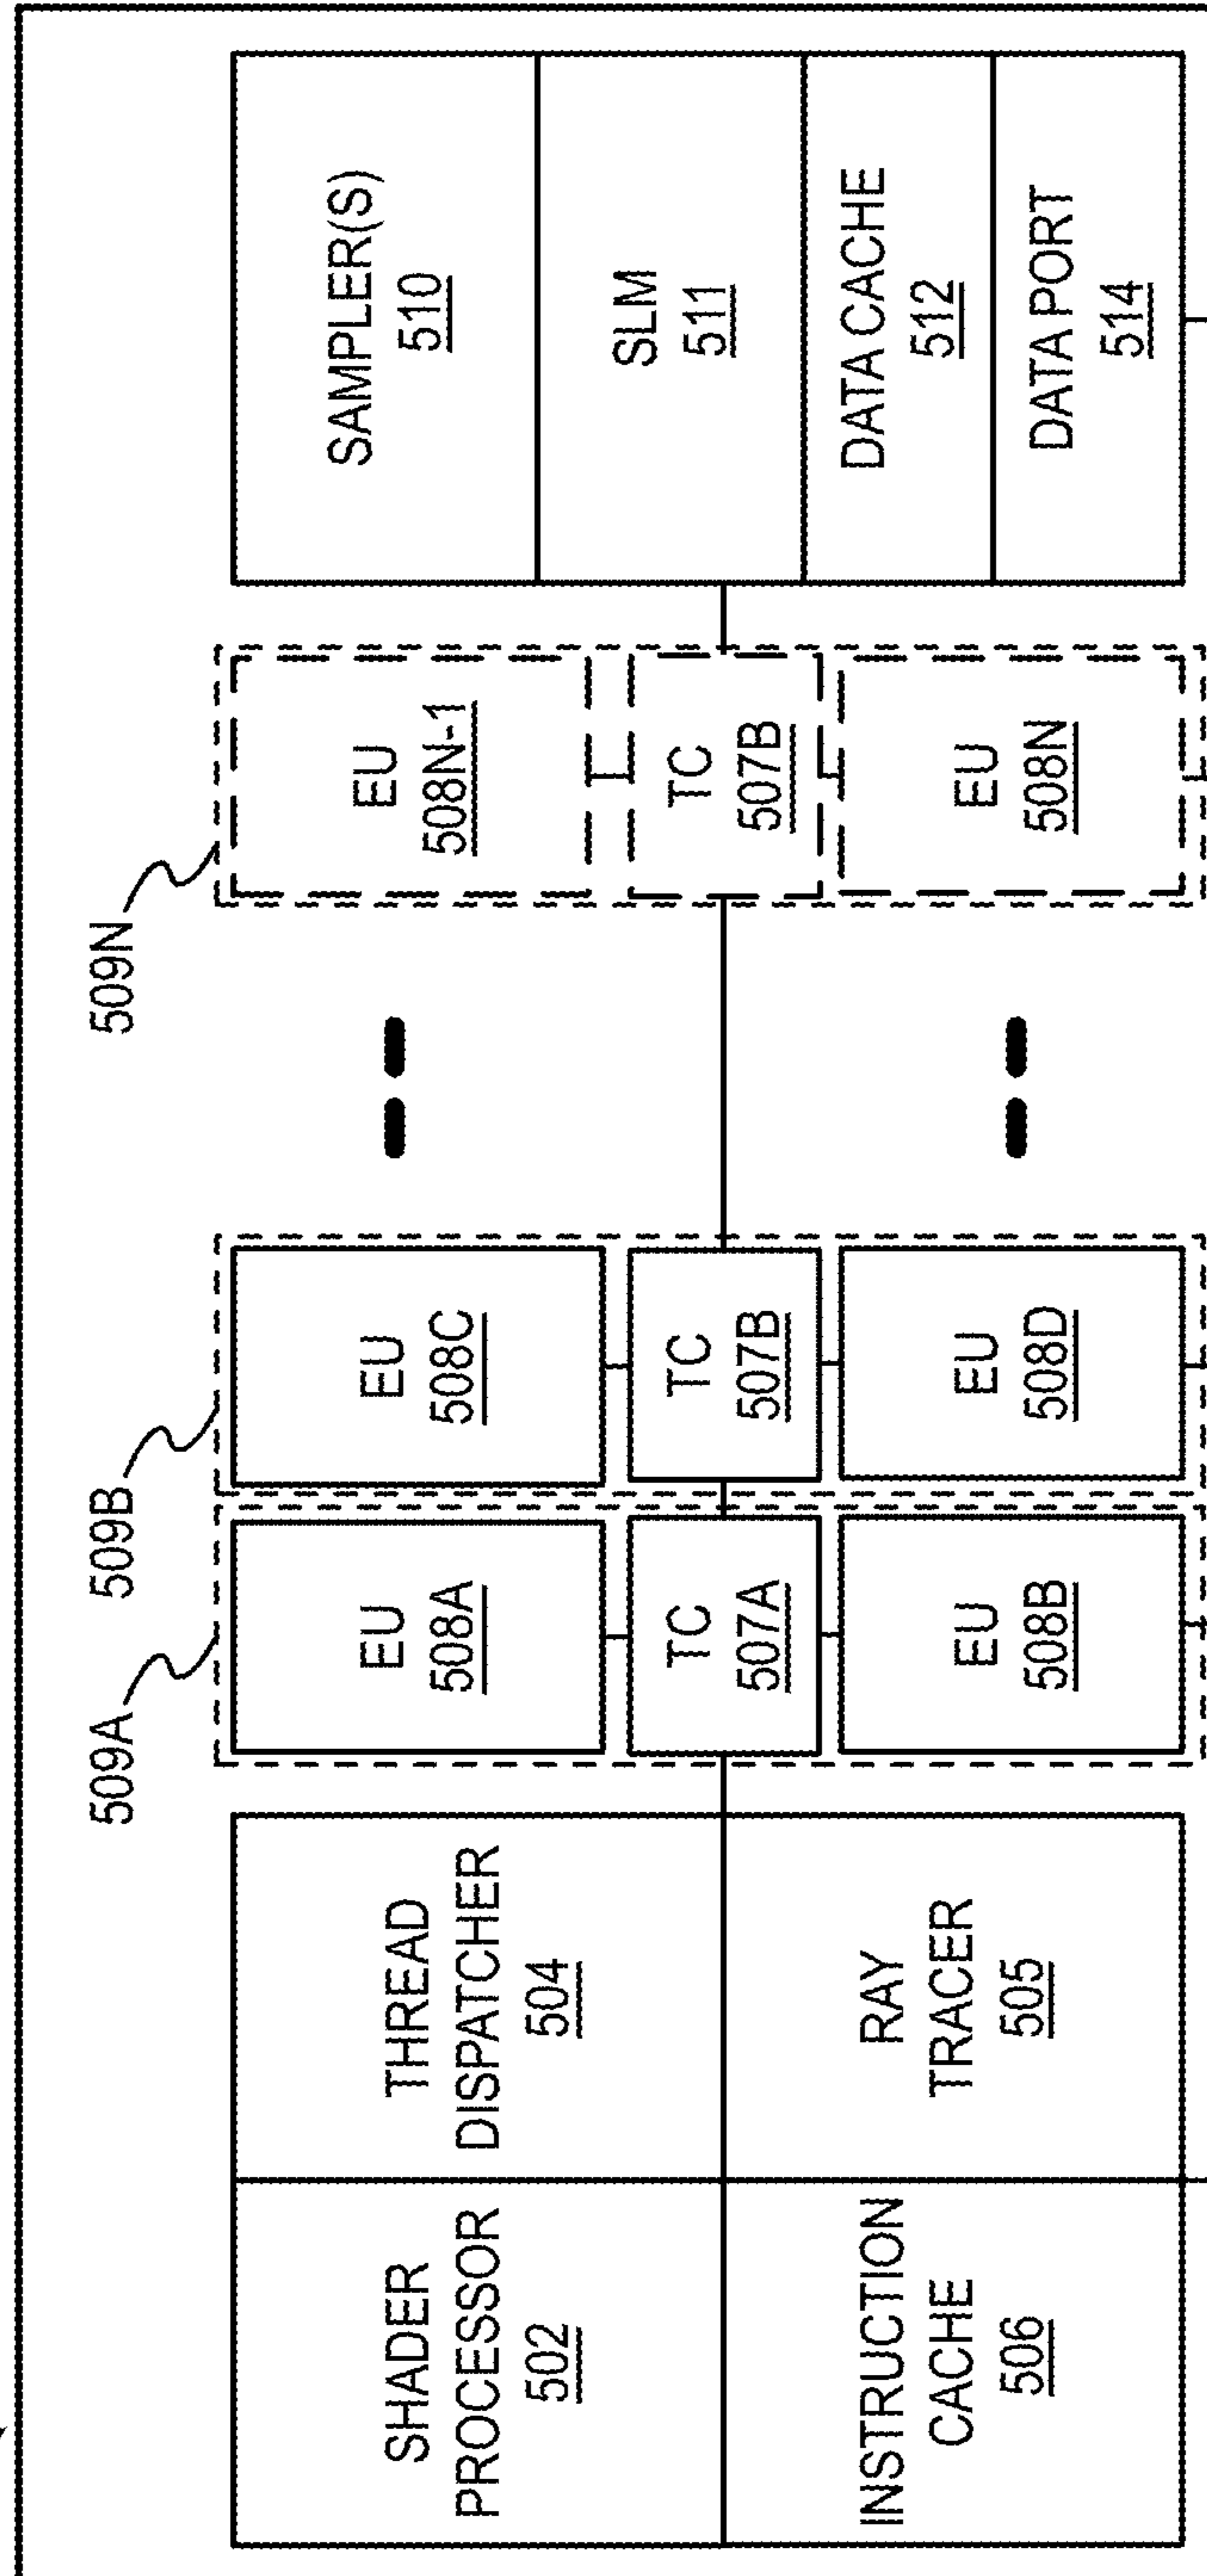 509A
509B
509N
SHADER
PROCESSOR
502
THREAD
DISPATCHER
504
INSTRUCTION
CACHE
506
RAY
TRACER
505
EU
508A
TC
507A
EU
508B
EU
508C
TC
507B
EU
508D
EU
508N-1
TC
507B
EU
508N
SAMPLER(S)
510
SLM
511
DATA CACHE
512
DATA PORT
514